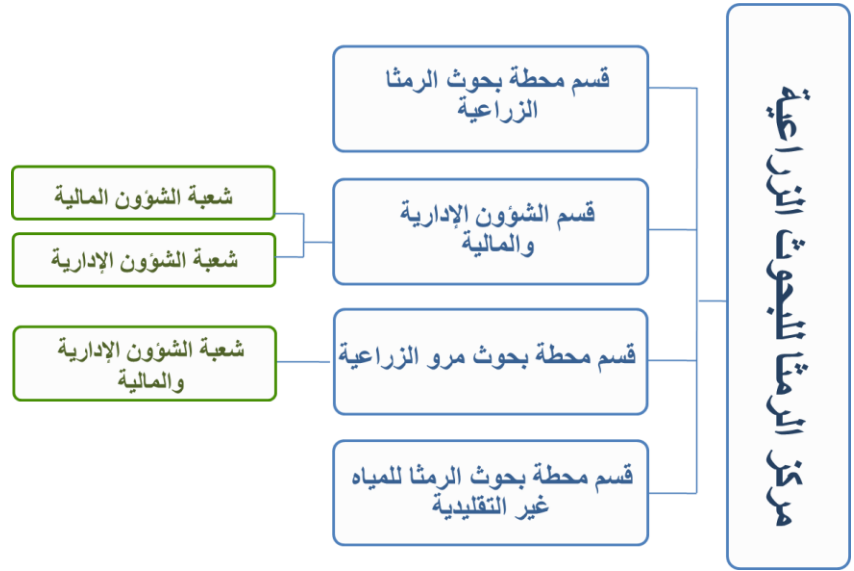 مركز الرمثا للبحوث الزراعية
قسم محطة بحوث الرمثا
الزراعية
قسم الشؤون الإدارية
والمالية
شعبة الشؤون المالية
شعبة الشؤون الإدارية
قسم محطة بحوث مرو الزراعية
شعبة الشؤون الإدارية
والمالية
قسم محطة بحوث الرمثا للمياه
غير التقليدية